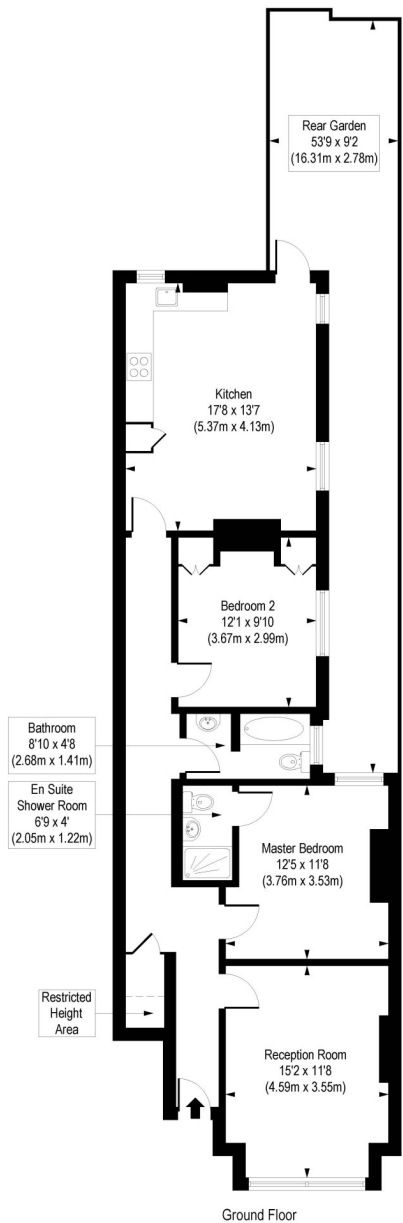 Rear Garden
53'9 x 9'2
(16.31m x 2.78m)
Kitchen
17'8 x 13'7
(5.37m x 4.13m)
Bedroom 2
12'1 x 9'10
(3.67m x 2.99m)
Bathroom
8'10 x 4'8
(2.68m x 1.41m)
En Suite
Shower Room
6'9 x 4'
(2.05m x 1.22m)
Master Bedroom
12'5 x 11'8
(3.76m x 3.53m)
Restricted
Height
Area
Reception Room
15'2 x 11'8
(4.59m x 3.55m)
Ground Floor